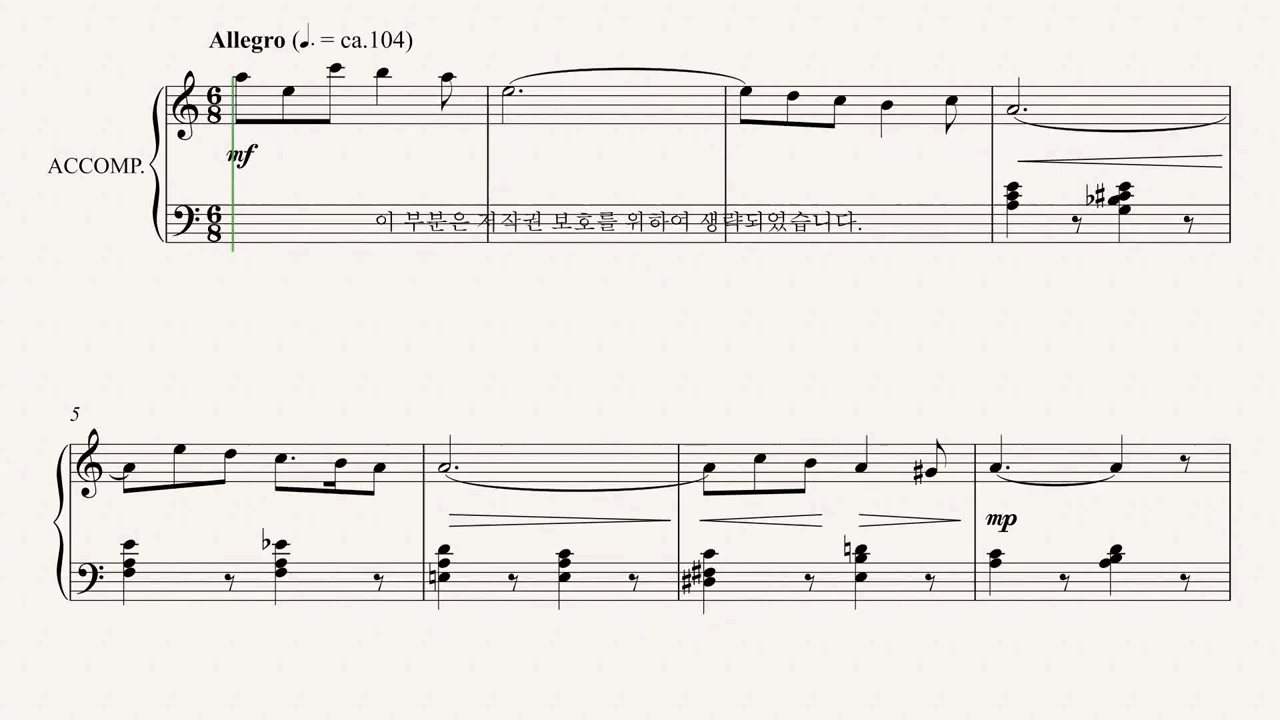 Allegro (♩. = ca.104)
mf
ACCOMP.
이 부분은 저작권 보호를 위하여 생략되었습니다.
5
mp